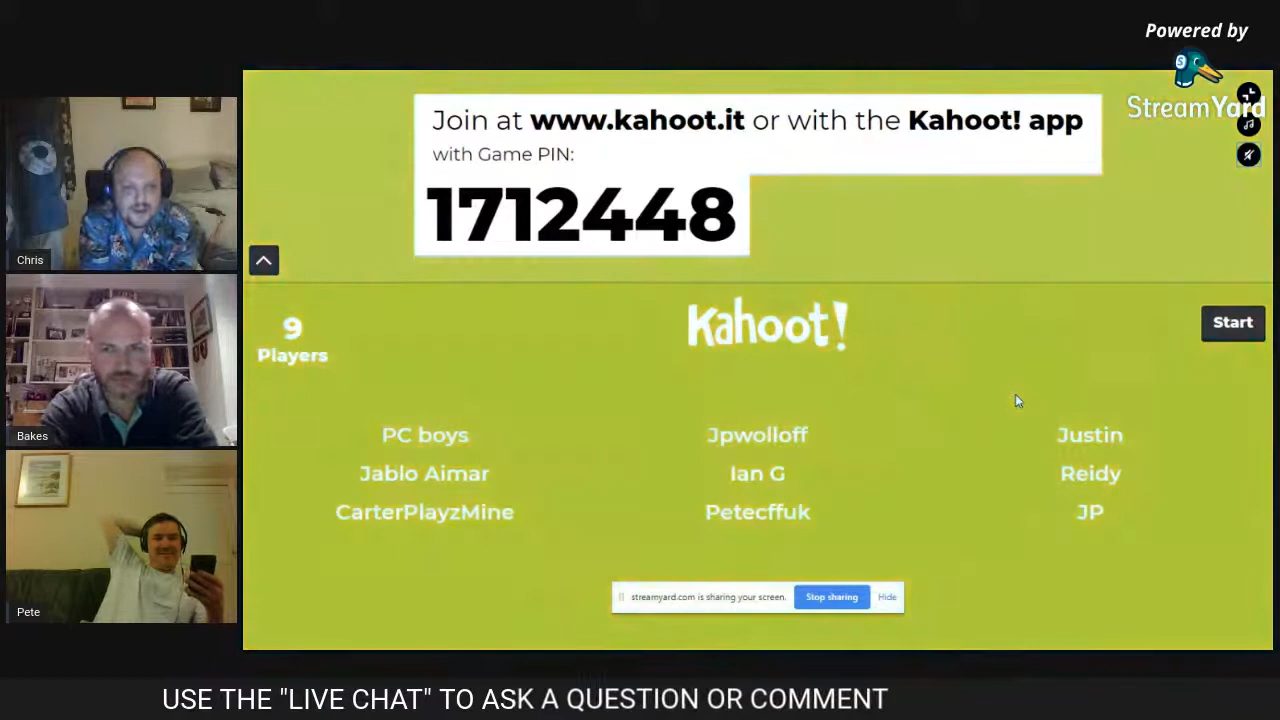 Powered by
StreamYard
Join at www.kahoot.it or with the Kahoot! app
with Game PIN:
1712448
Chris
9
Players
Kahoot!
Start
Bakes
PC boys
Jpwolloff
Justin
Jablo Aimar
Ian G
Reidy
CarterPlayzMine
Petecffuk
JP
streamyard.com is sharing your screen.
Stop sharing
Hide
Pete
USE THE "LIVE CHAT" TO ASK A QUESTION OR COMMENT